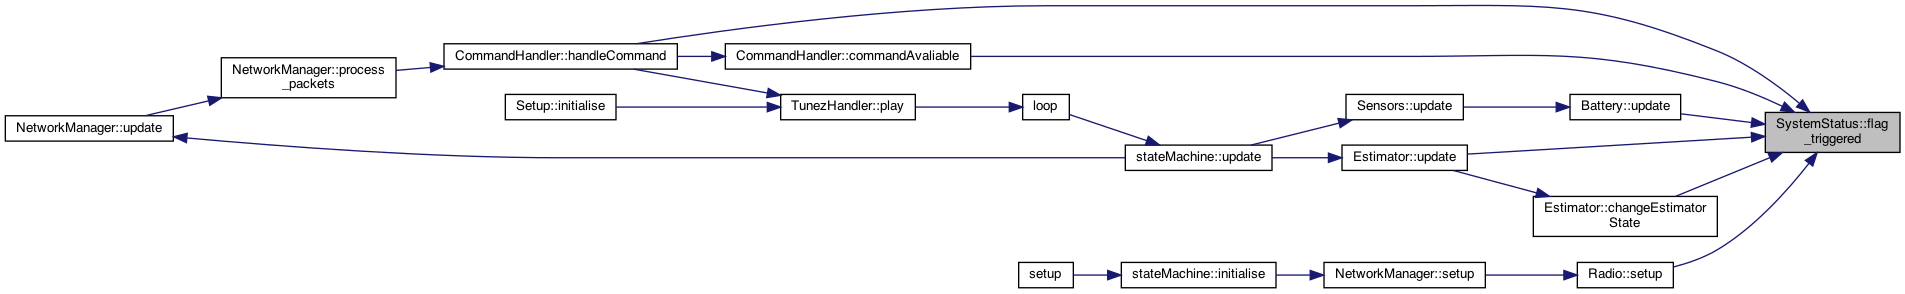 CommandHandler::handleCommand
CommandHandler::commandAvaliable
NetworkManager::process
_packets
Setup::initialise
TunezHandler::play
loop
Sensors::update
Battery::update
NetworkManager::update
SystemStatus::flag
_triggered
stateMachine::update
Estimator::update
Estimator::changeEstimator
State
setup
stateMachine::initialise
NetworkManager::setup
Radio::setup